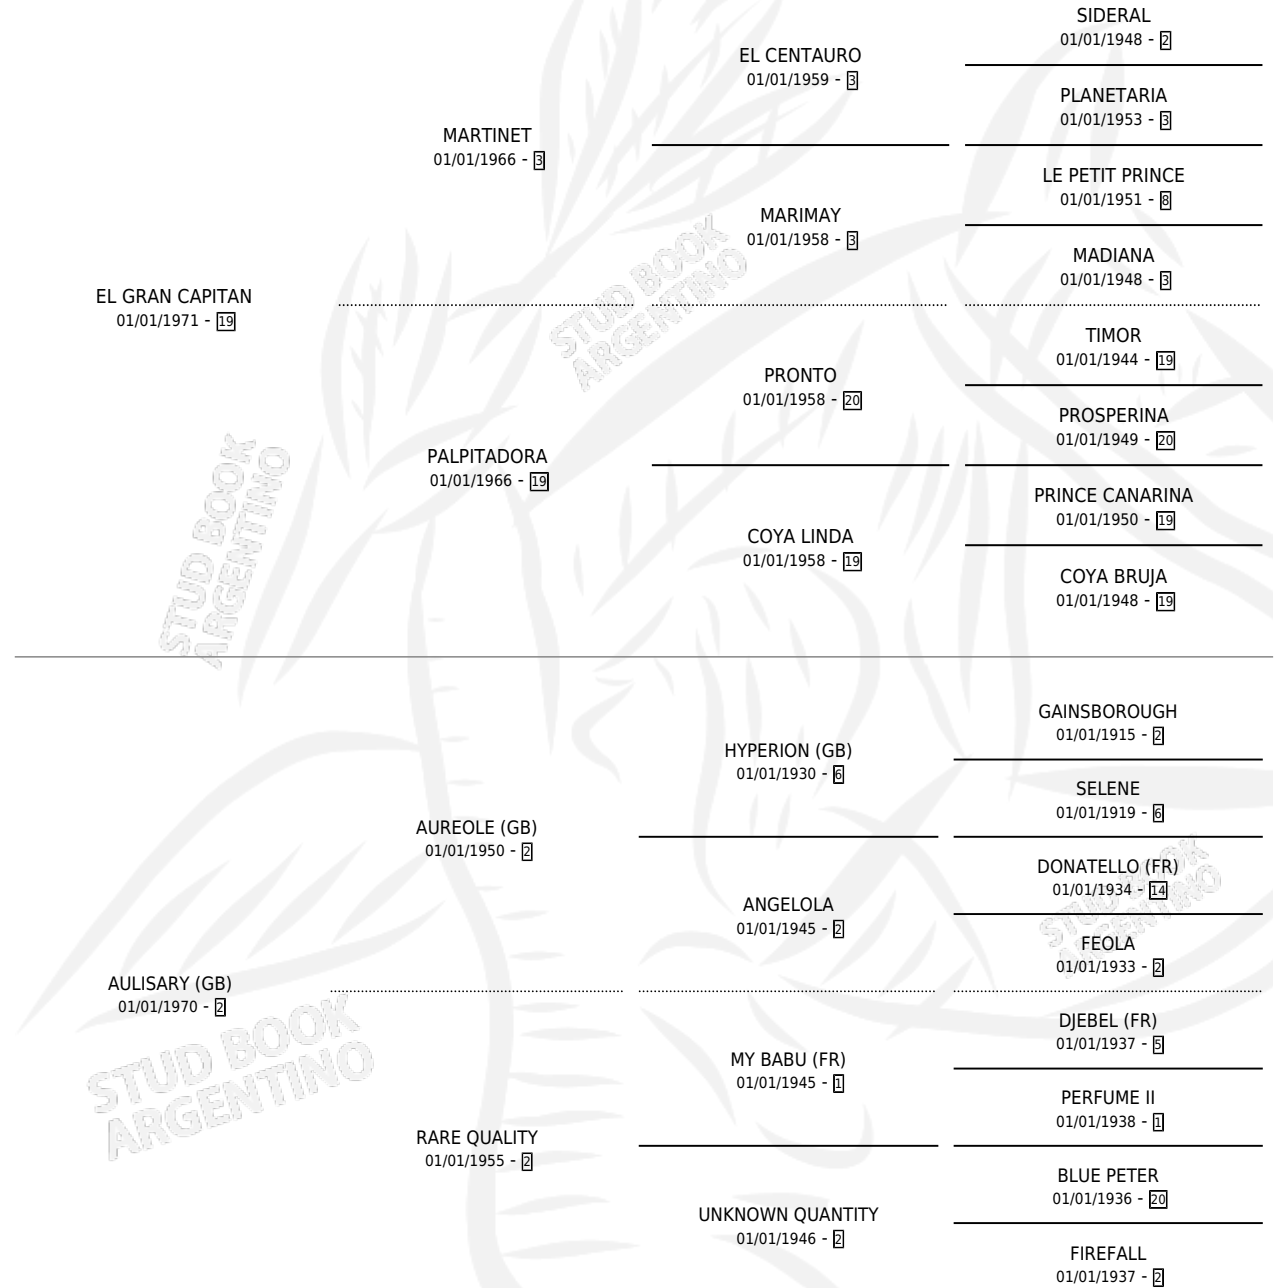 SIDERAL
01/01/1948 - 2
EL CENTAURO
01/01/1959 - 3
PLANETARIA
01/01/1953 - 3
MARTINET
01/01/1966 - 3
LE PETIT PRINCE
01/01/1951 - 8
MARIMAY
01/01/1958 - 3
MADIANA
01/01/1948 - 3
EL GRAN CAPITAN
01/01/1971 - 19
TIMOR
01/01/1944 - 19
PRONTO
01/01/1958 - 20
PROSPERINA
01/01/1949 - 20
PALPITADORA
01/01/1966 - 19
PRINCE CANARINA
01/01/1950 - 19
COYA LINDA
01/01/1958 - 19
COYA BRUJA
01/01/1948 - 19
GAINSBOROUGH
01/01/1915 - 2
HYPERION (GB)
01/01/1930 - 6
SELENE
01/01/1919 - 6
AUREOLE (GB)
01/01/1950 - 2
DONATELLO (FR)
01/01/1934 - 14
ANGELOLA
01/01/1945 - 2
FEOLA
01/01/1933 - 2
AULISARY (GB)
01/01/1970 - 2
DJEBEL (FR)
01/01/1937 - 5
MY BABU (FR)
01/01/1945 - 1
PERFUME II
01/01/1938 - 1
RARE QUALITY
01/01/1955 - 2
BLUE PETER
01/01/1936 - 20
UNKNOWN QUANTITY
01/01/1946 - 2
FIREFALL
01/01/1937 - 2
STUD BOOK
ARGENTINO
STUD BOOK
ARGENTINO
STUD BOOK
ARGENTINO
STUD BOOK
ARGENTINO